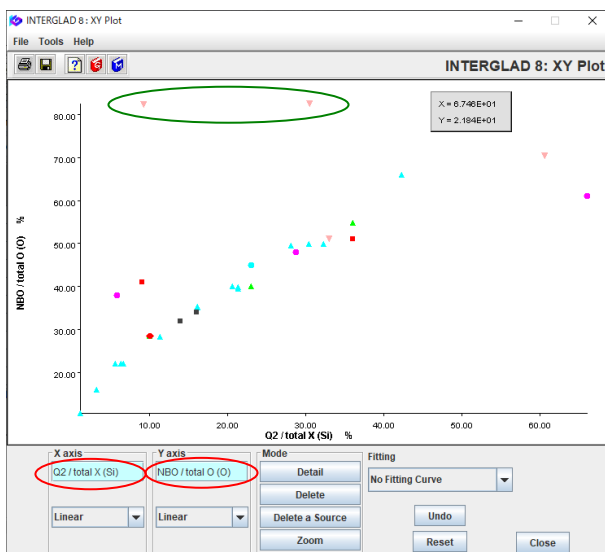 INTERGLAD 8 : XY Plot
File Tools Help
INTERGLAD 8: XY Plot
X = 6.746E+01
Y = 2.184E+01
80.00
70.00
60.00
50.00
40.00
30.00
20.00
NBO / total O (O) %
10.00 20.00 30.00 40.00 50.00 60.00
Q2 / total X (Si) %
X axis
Q2 / total X (Si)
Linear
Y axis
NBO / total O (O)
Linear
Mode
Detail
Delete
Delete a Source
Zoom
Fitting
No Fitting Curve
Undo
Reset
Close